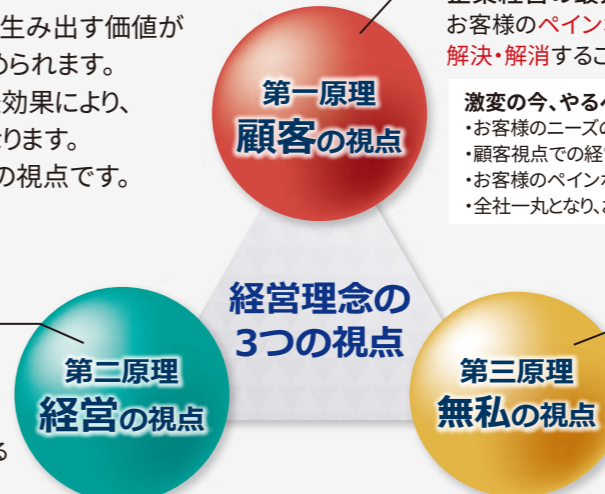 生み出す価値が
められます。
効果により、
ります。
の視点です。
お客様のペイン
解決・解消するこ
激変の今、やるべ
・お客様のニーズの
・顧客視点での経
・お客様のペイン
・全社一丸となり、お
第一原理
顧客の視点
経営理念の
3つの視点
第二原理
経営の視点
第三原理
無私の視点
る